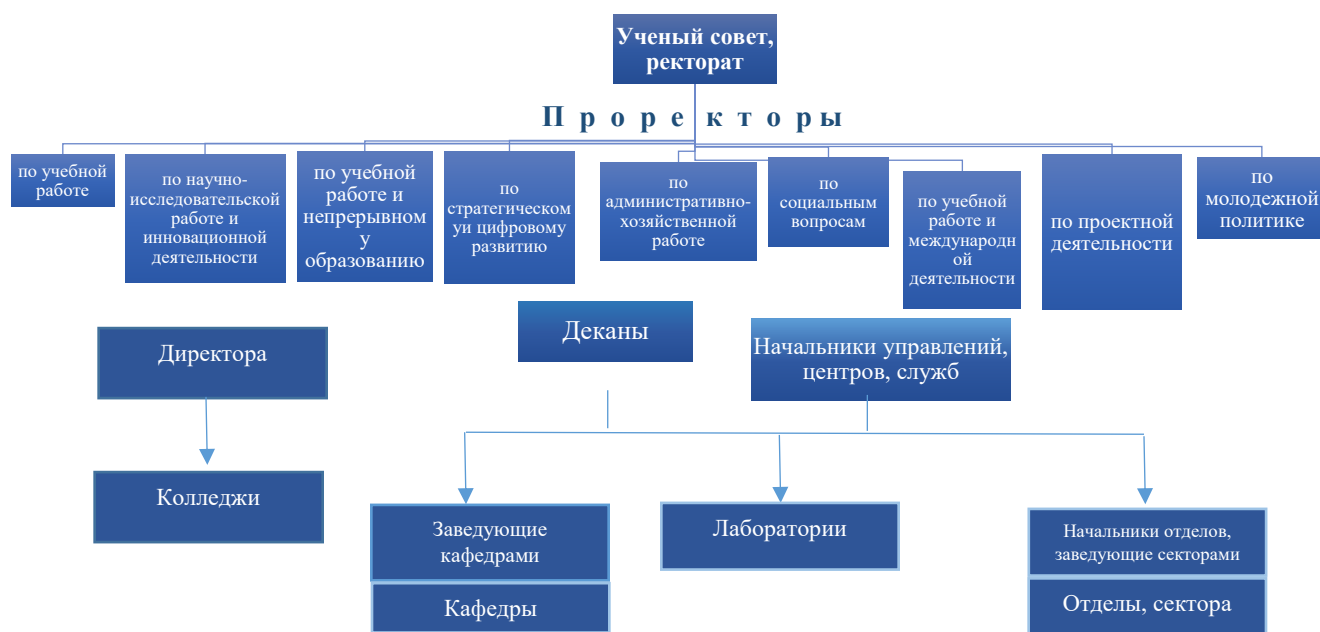 Ученый совет,
ректорат
Проректоры
по учебной
работе
по научно-
исследовательской
работе и
инновационной
деятельности
по учебной
работе и
непрерывном
у
образованию
по
стратегическом
уи цифровому
развитию
по
административно-
хозяйственной
работе
по
социальным
вопросам
по учебной
работе и
международн
ой
деятельности
по проектной
деятельности
по
молодежной
политике
Директора
Деканы
Начальники управлений,
центров, служб
Колледжи
Заведующие
кафедрами
Кафедры
Лаборатории
Начальники отделов,
заведующие секторами
Отделы, сектора